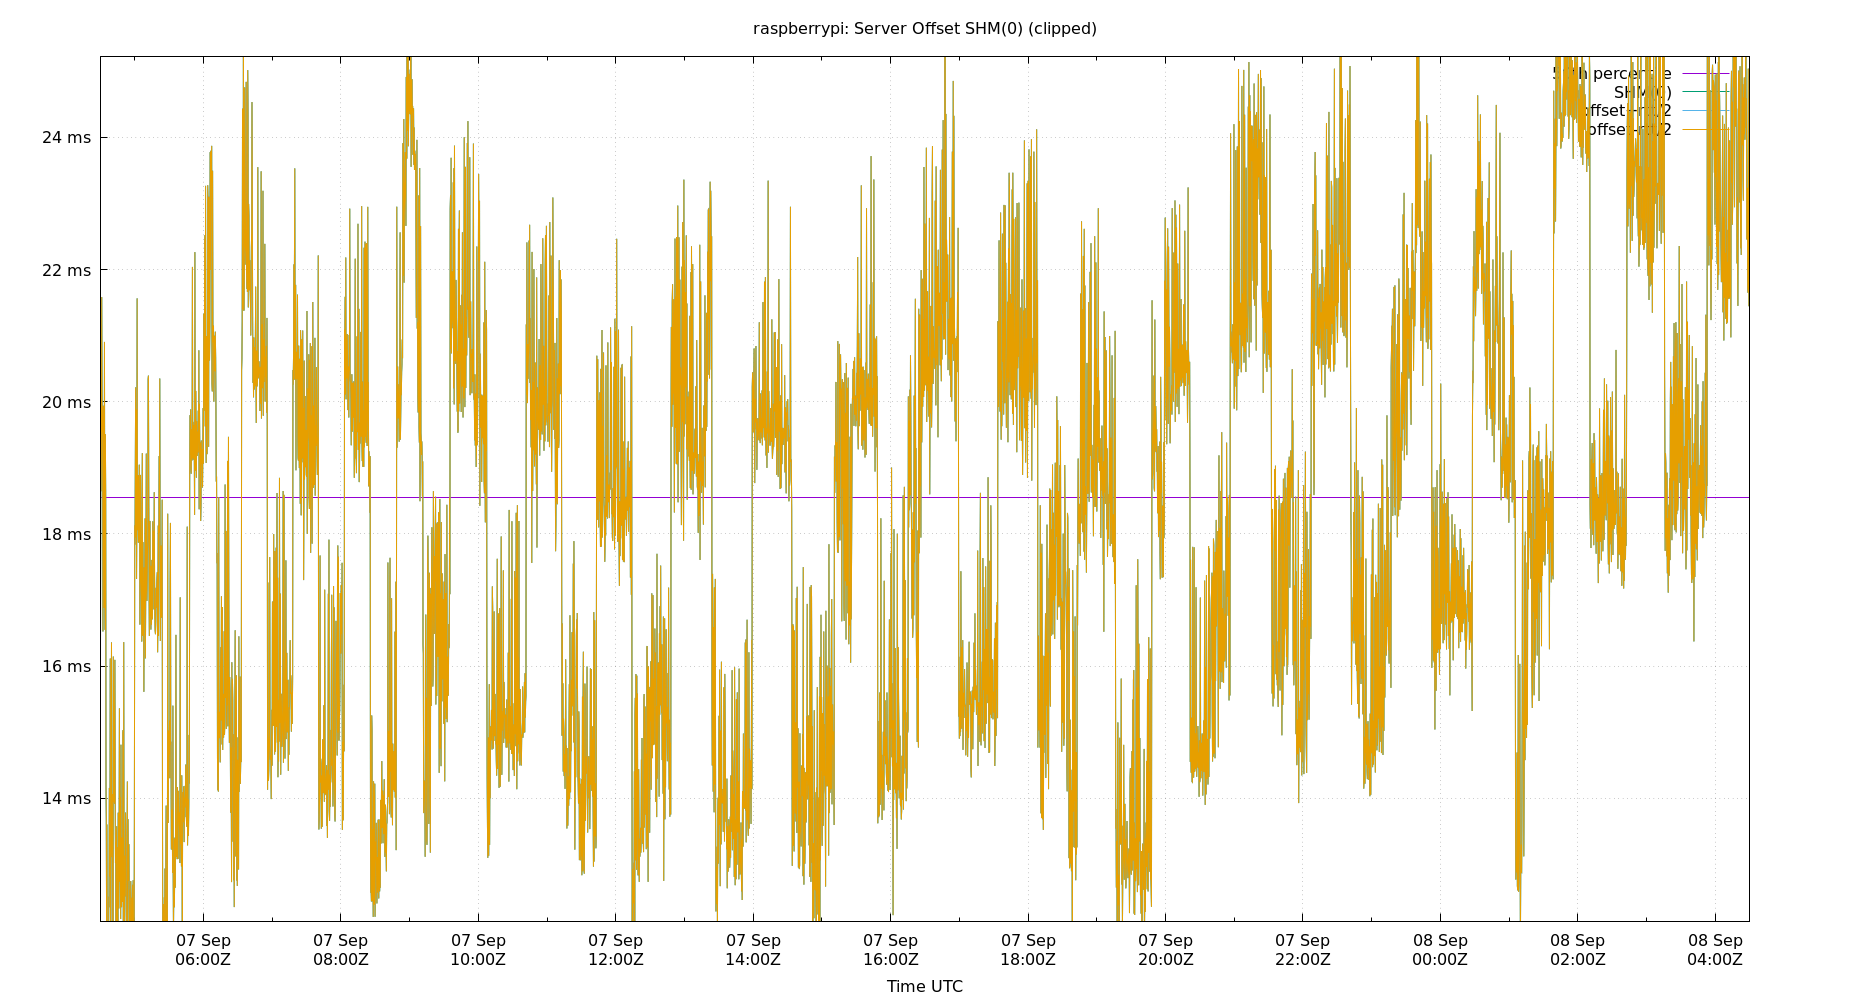 raspberrypi: Server Offset SHM(0) (clipped)
24 ms
22 ms
20 ms
18 ms
16 ms
14 ms
07 Sep 07 Sep 07 Sep 07 Sep 07 Sep 07 Sep 07 Sep 07 Sep 07 Sep 08 Sep 08 Sep 08 Sep
06:00Z 08:00Z 10:00Z 12:00Z 14:00Z 16:00Z 18:00Z 20:00Z 22:00Z 00:00Z 02:00Z 04:00Z
Time UTC